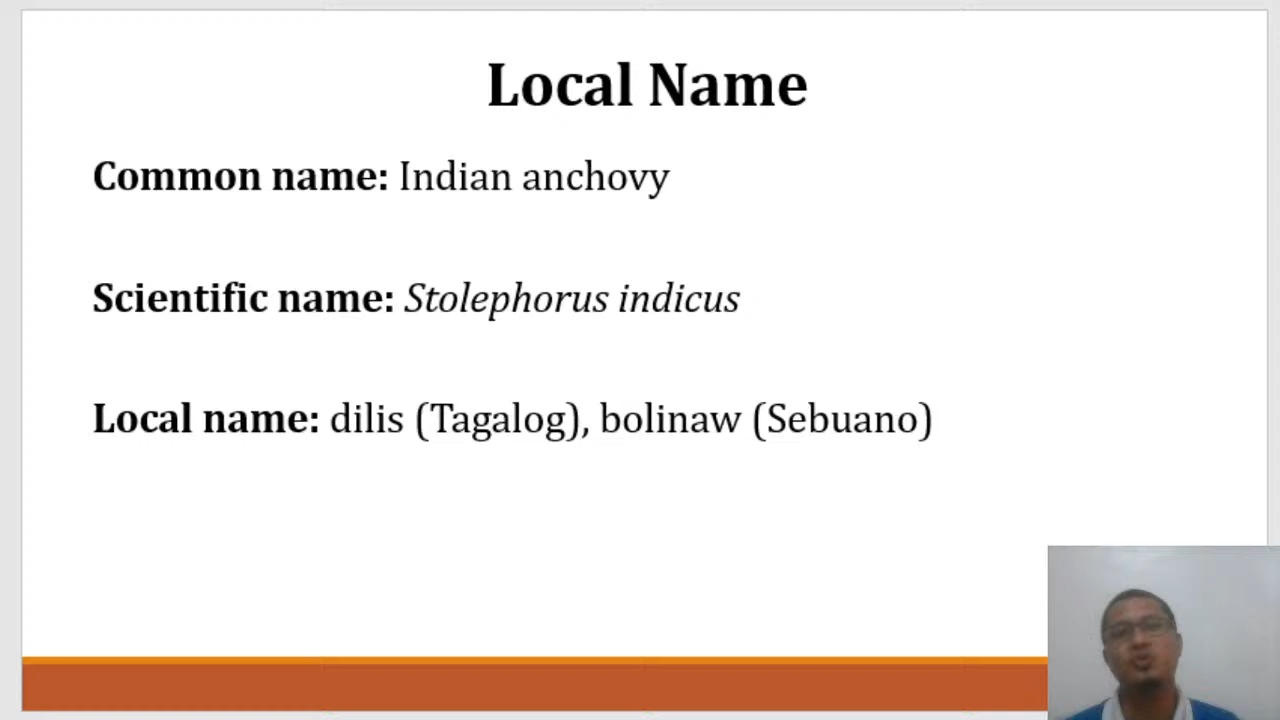 Local Name
Common name: Indian anchovy
Scientific name: Stolephorus indicus
Local name: dilis (Tagalog), bolinaw (Sebuano)